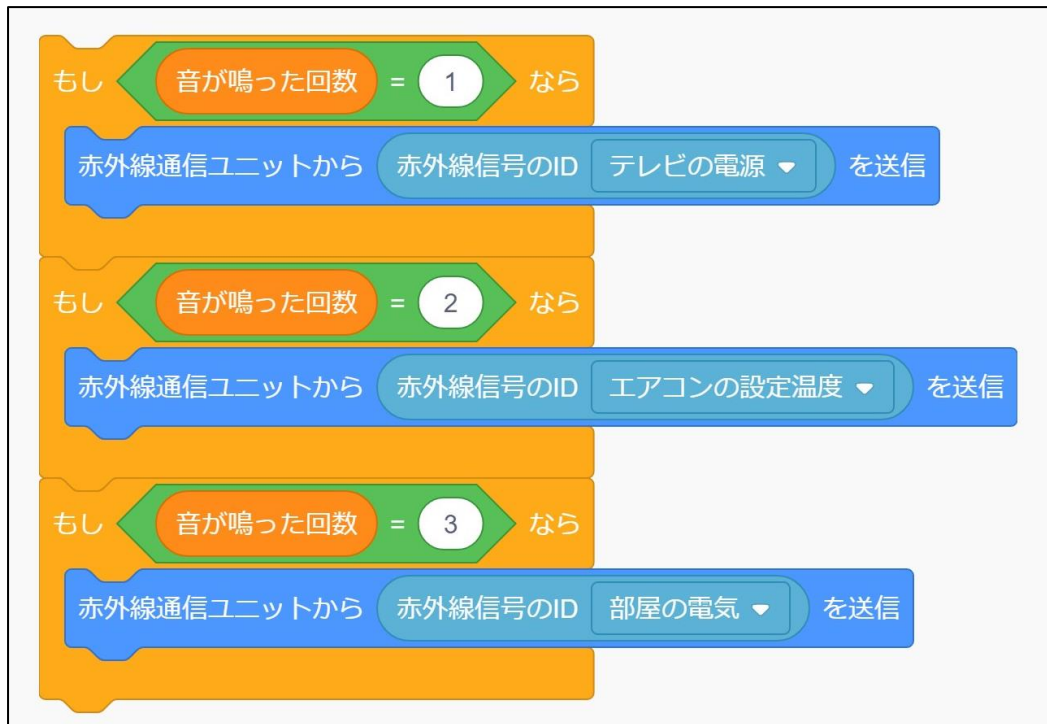 もし 音が鳴った回数 = 1 なら
赤外線通信ユニットから 赤外線信号のID テレビの電源 を送信
もし 音が鳴った回数 = 2 なら
赤外線通信ユニットから 赤外線信号のID エアコンの設定温度 を送信
もし 音が鳴った回数 = 3 なら
赤外線通信ユニットから 赤外線信号のID 部屋の電気 を送信